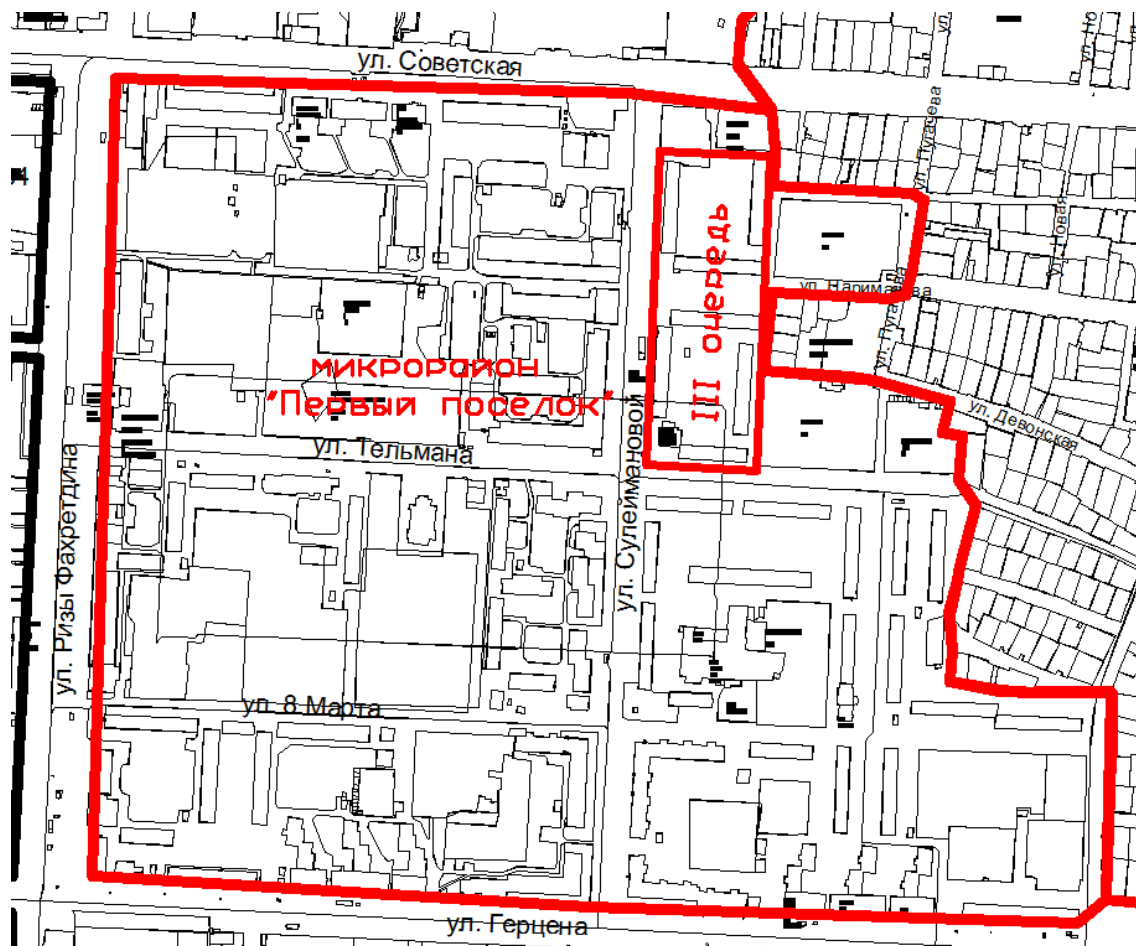 ул. Советская
ул. Пугачева
ул. Новая
ул. Нариманова
ул. Пугачева
III очередь
микрорайон
"Первый поселок"
ул. Девонская
ул. Тельмана
ул. Сулеймановой
ул. Ризы Фахретдина
ул. 8 Марта
ул. Герцена